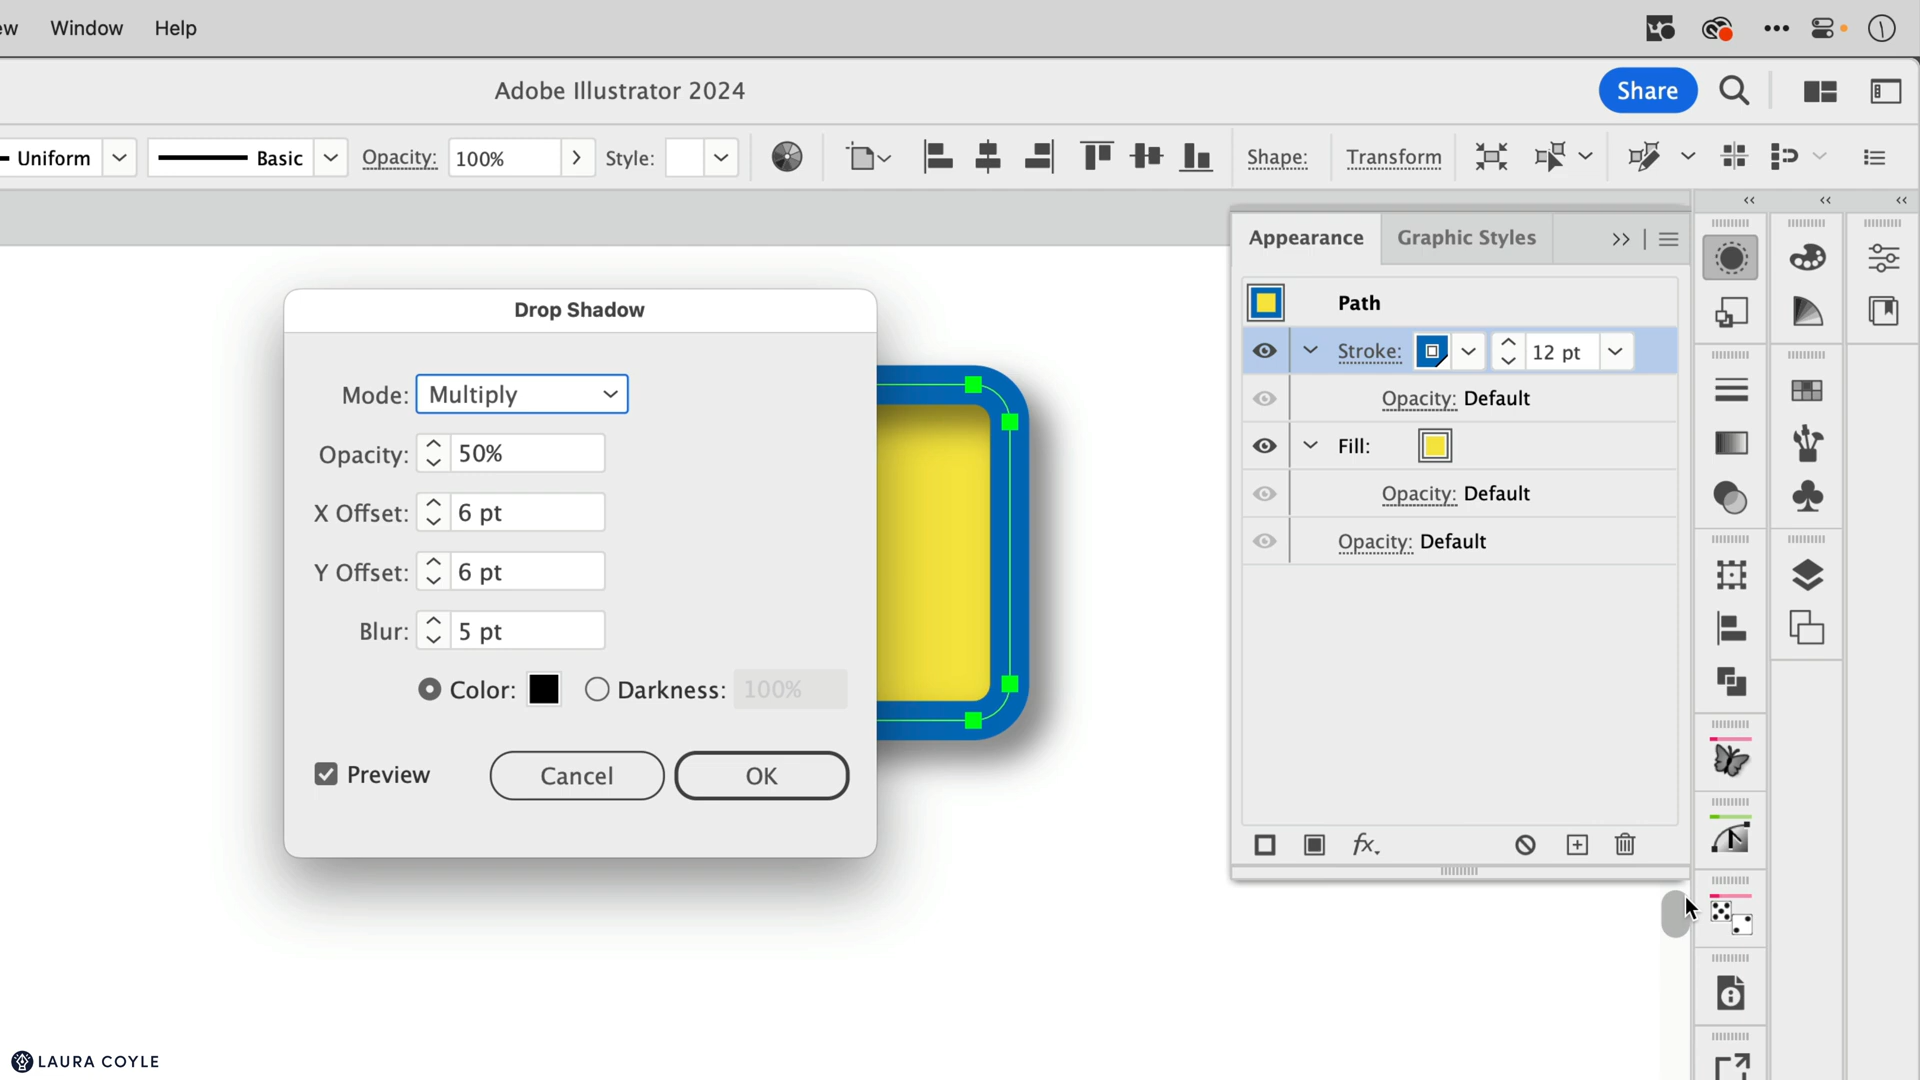 ew Window Help
Adobe Illustrator 2024
Share
Uniform Basic Opacity: 100% Style: Shape: Transform
Appearance Graphic Styles
Drop Shadow
Path
Mode: Multiply
Stroke: 12 pt
Opacity: Default
Opacity: 50%
Fill:
Opacity: Default
X Offset: 6 pt
Opacity: Default
Y Offset: 6 pt
Blur: 5 pt
Color: Darkness: 100%
Preview Cancel OK
fx
LAURA COYLE